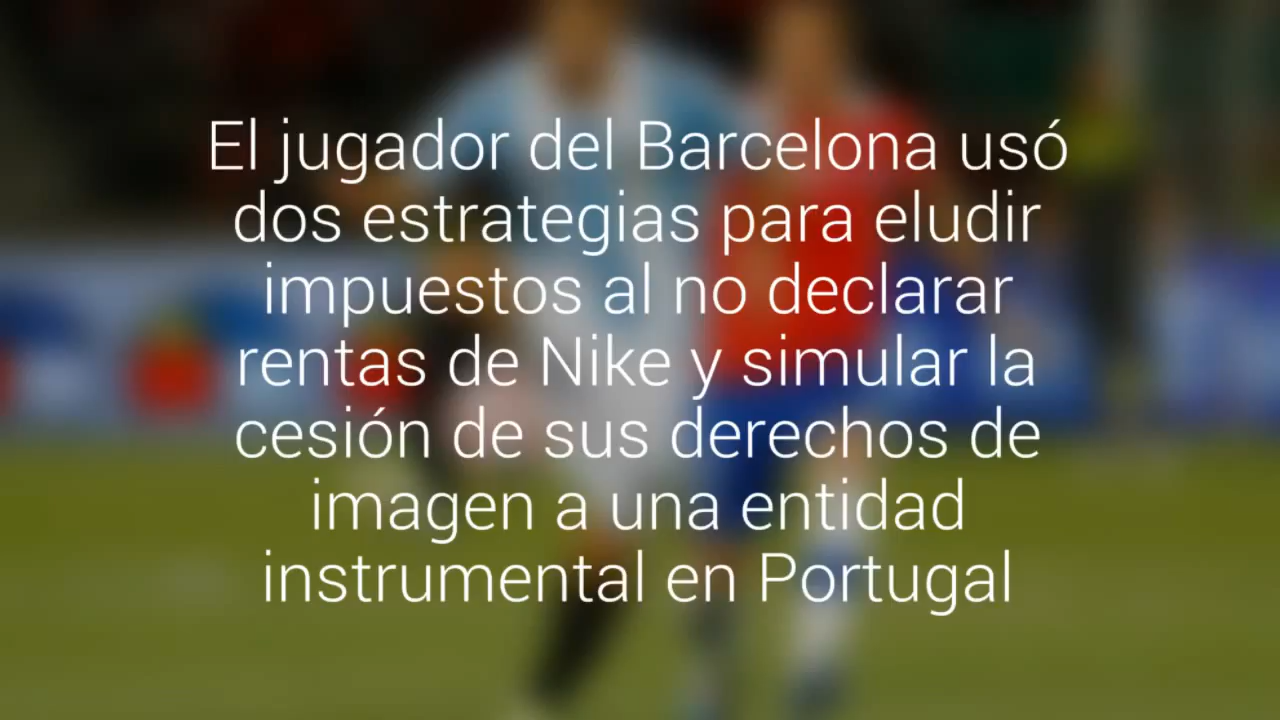 El jugador del Barcelona usó
dos estrategias para eludir
impuestos al no declarar
rentas de Nike y simular la
cesión de sus derechos de
imagen a una entidad
instrumental en Portugal